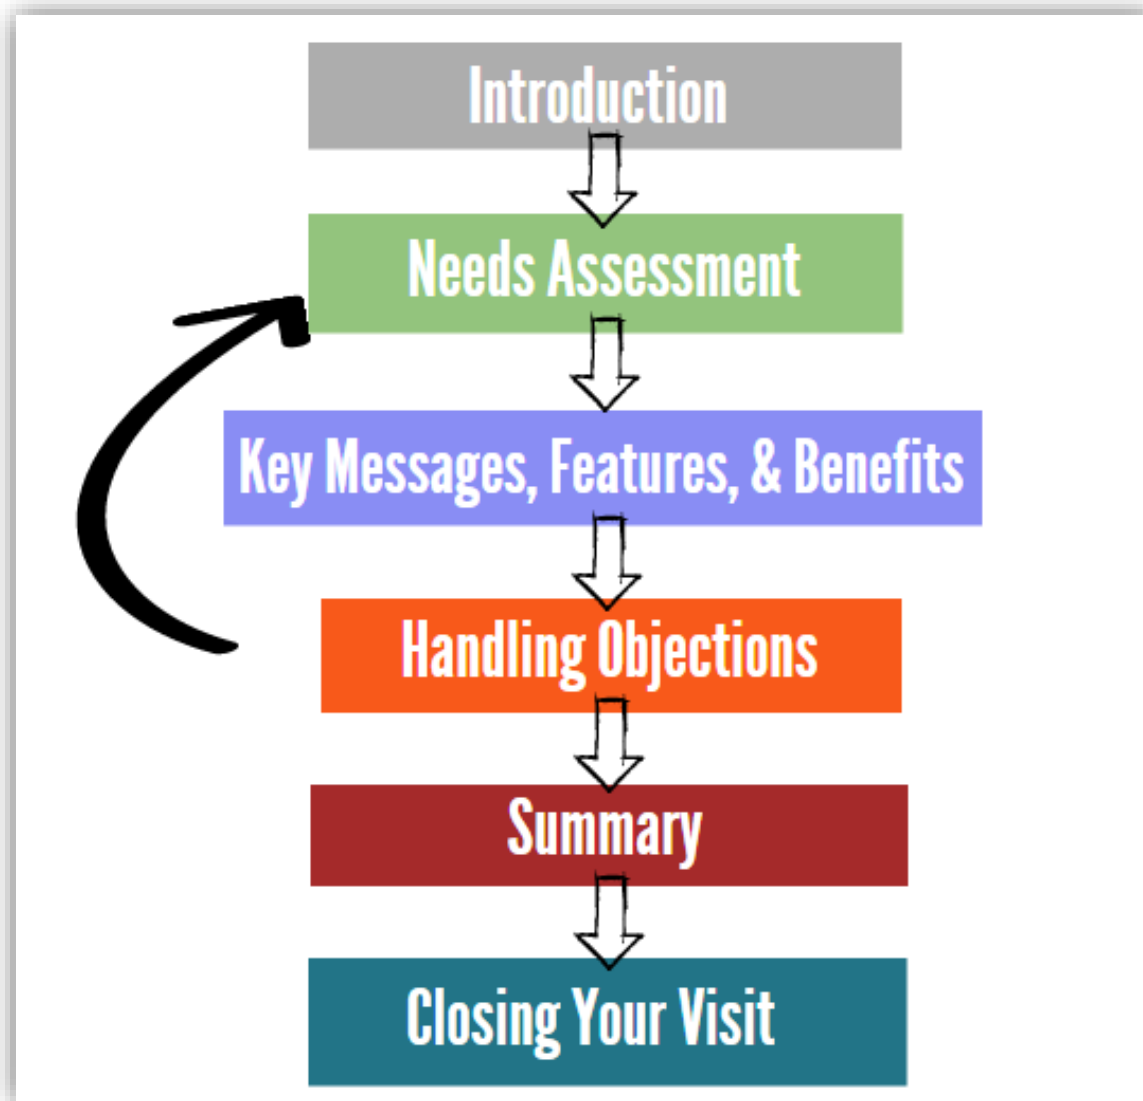 Introduction
Needs Assessment
Key Messages, Features, & Benefits
Handling Objections
Summary
Closing Your Visit